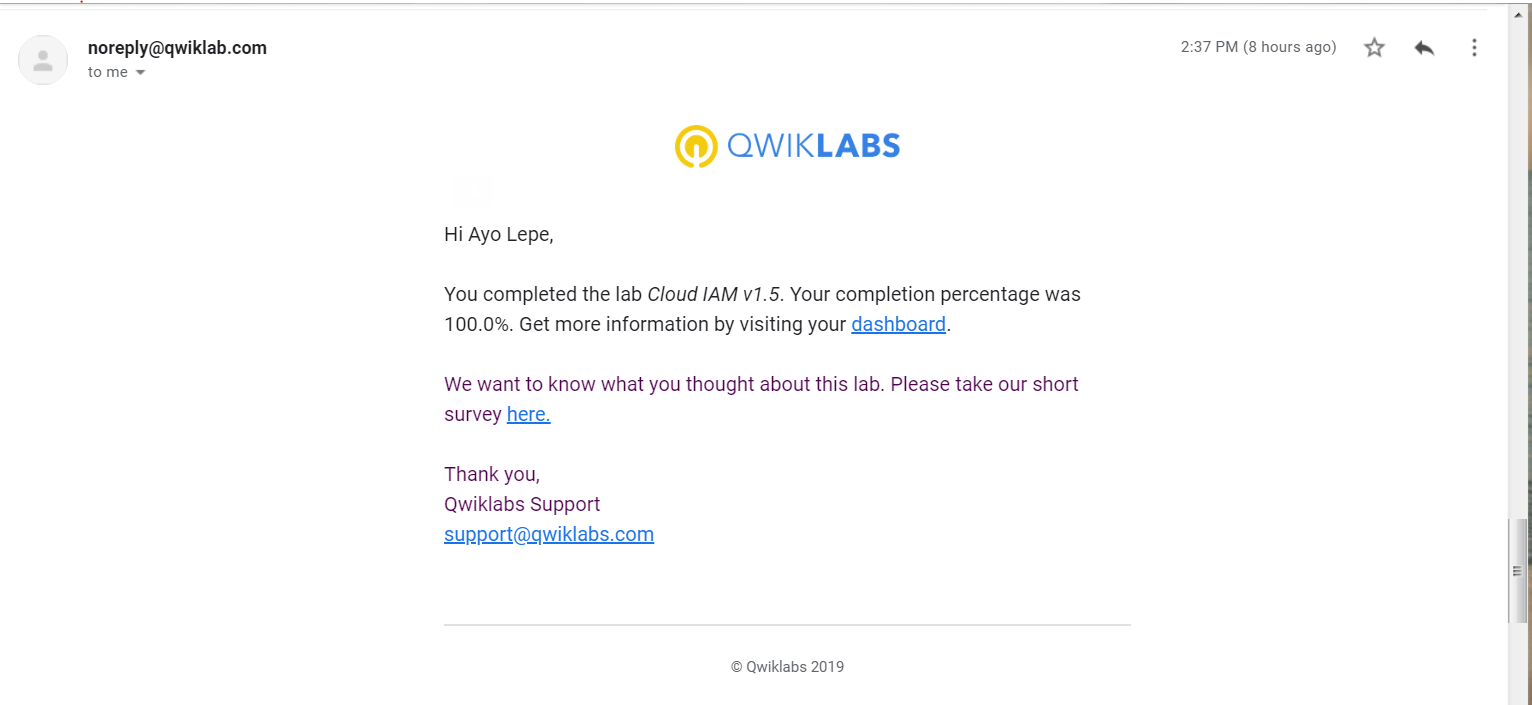 noreply@qwiklab.com
2:37 PM (8 hours ago)
to me
QWIKLABS
Hi Ayo Lepe,
You completed the lab Cloud IAM v1.5. Your completion percentage was
100.0%. Get more information by visiting your dashboard.
We want to know what you thought about this lab. Please take our short
survey here.
Thank you,
Qwiklabs Support
support@qwiklabs.com
© Qwiklabs 2019